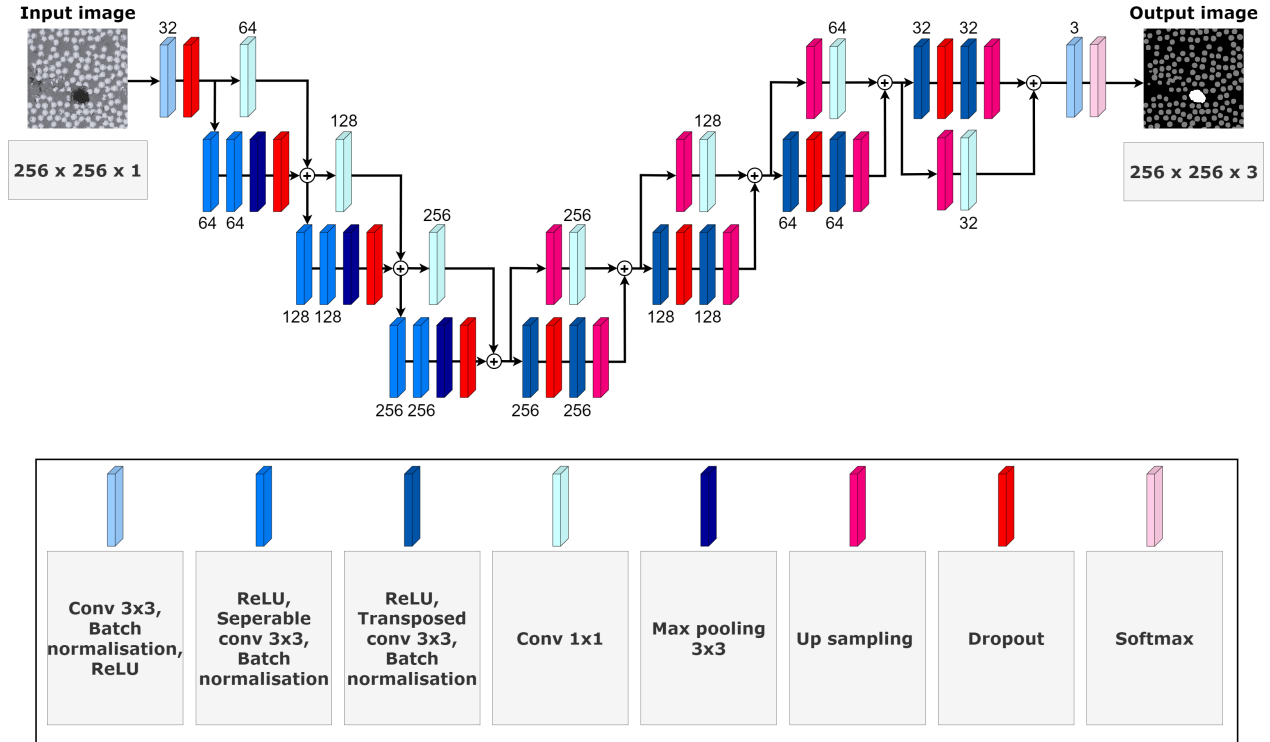 Input image
Output image
32
64
64
32
32
3
128
128
256 x 256 x 1
256 x 256 x 3
64
64
256
256
64
64
32
128
128
128
128
256
256
256
256
Conv 3x3,
Batch
normalisation,
ReLU
ReLU,
Seperable
conv 3x3,
Batch
normalisation
ReLU,
Transposed
conv 3x3,
Batch
normalisation
Conv 1x1
Max pooling
3x3
Up sampling
Dropout
Softmax